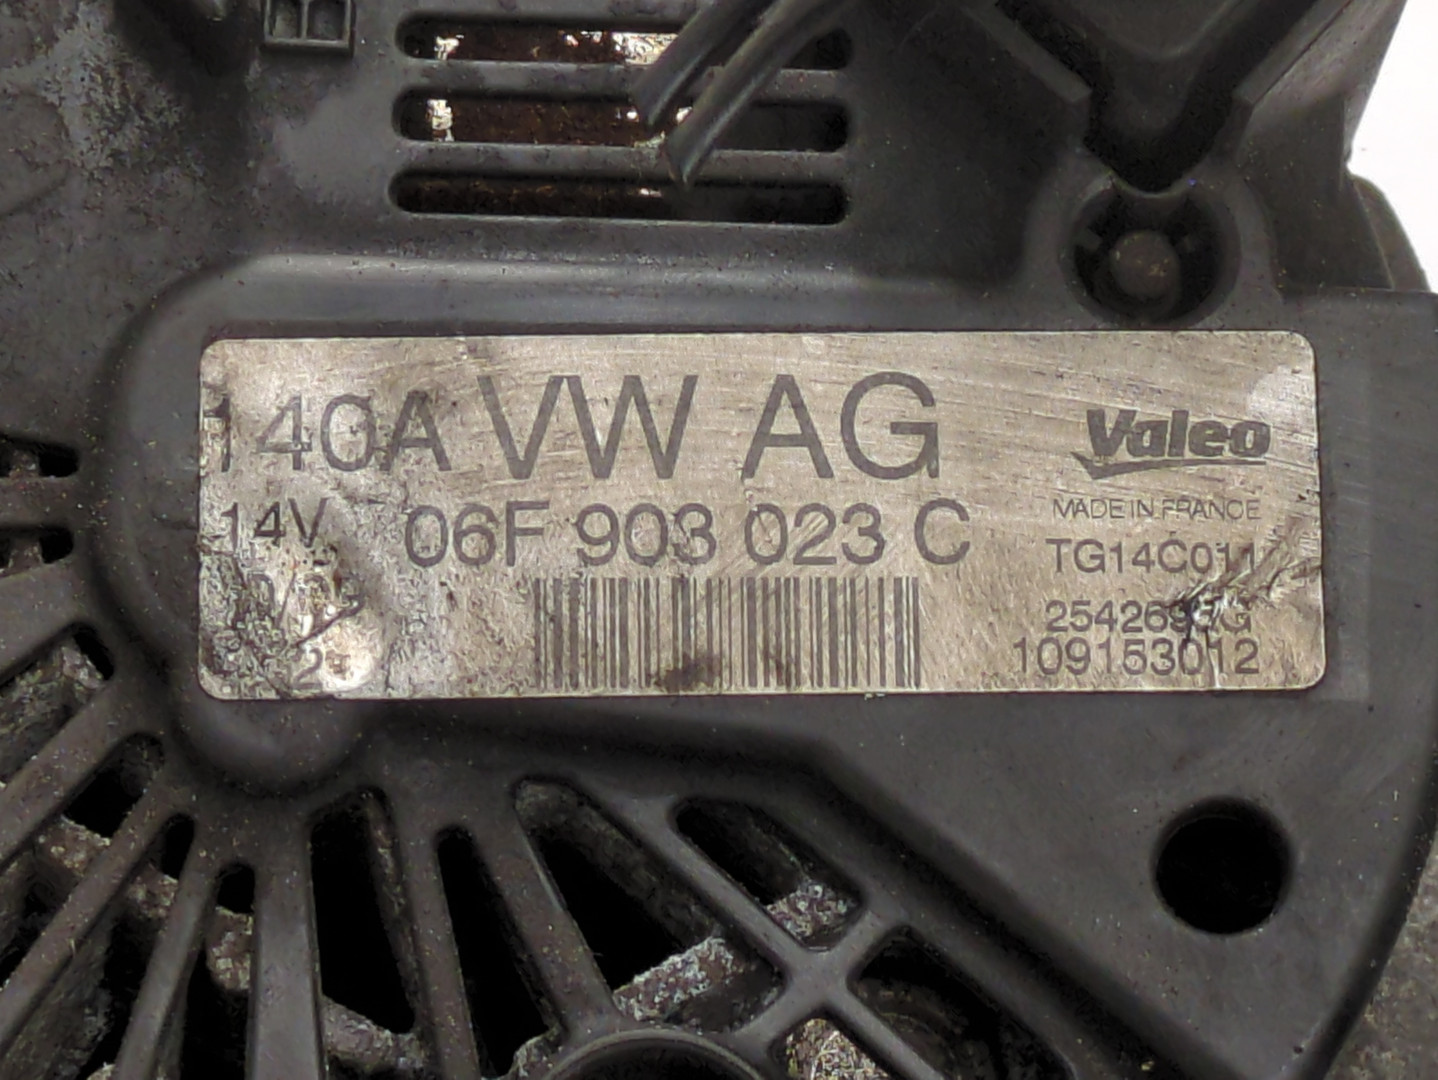 140A VW AG Valeo
14V 06F 903 023 C MADE IN FRANCE
TG14C011
109153012